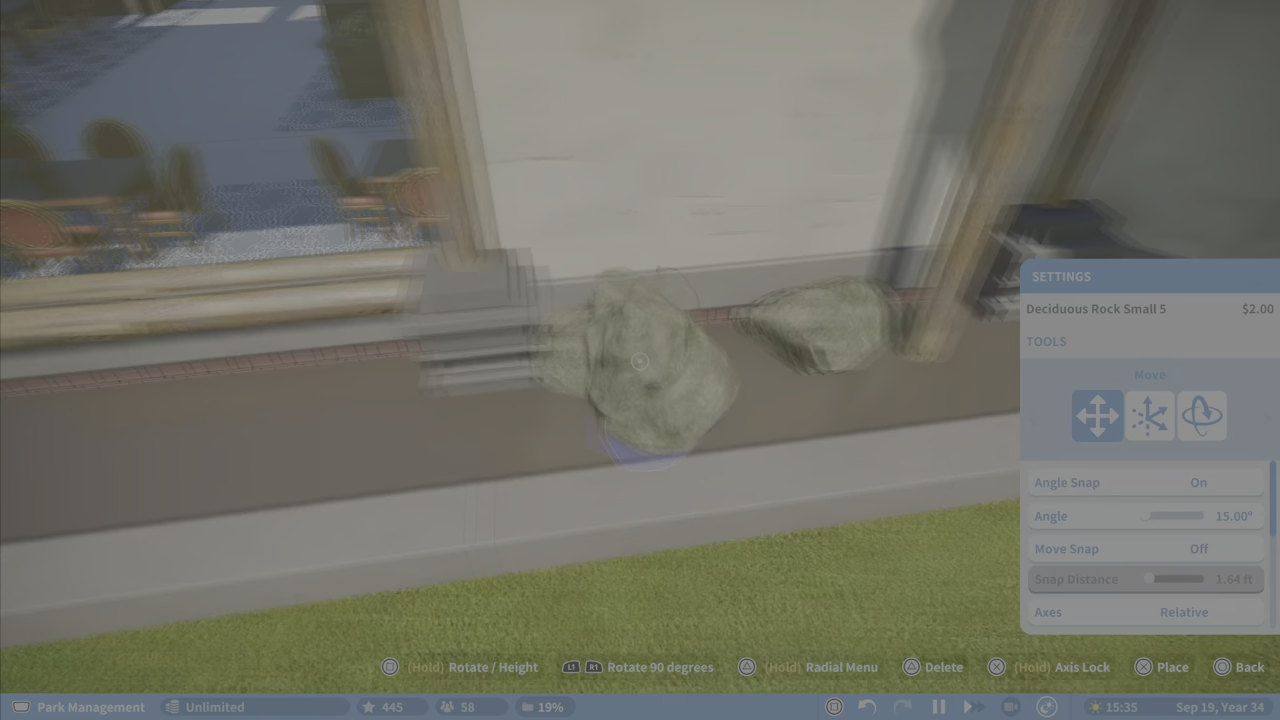 SETTINGS
Deciduous Rock Small 5 $2.00
TOOLS
Move
Angle Snap On
Angle 15.00°
Move Snap Off
Snap Distance 1.64 ft
Axes Relative
(Hold) Rotate / Height L1 R1 Rotate 90 degrees (Hold) Radial Menu Delete (Hold) Axis Lock Place Back
Park Management Unlimited 445 58 19% 15:35 Sep 19, Year 34